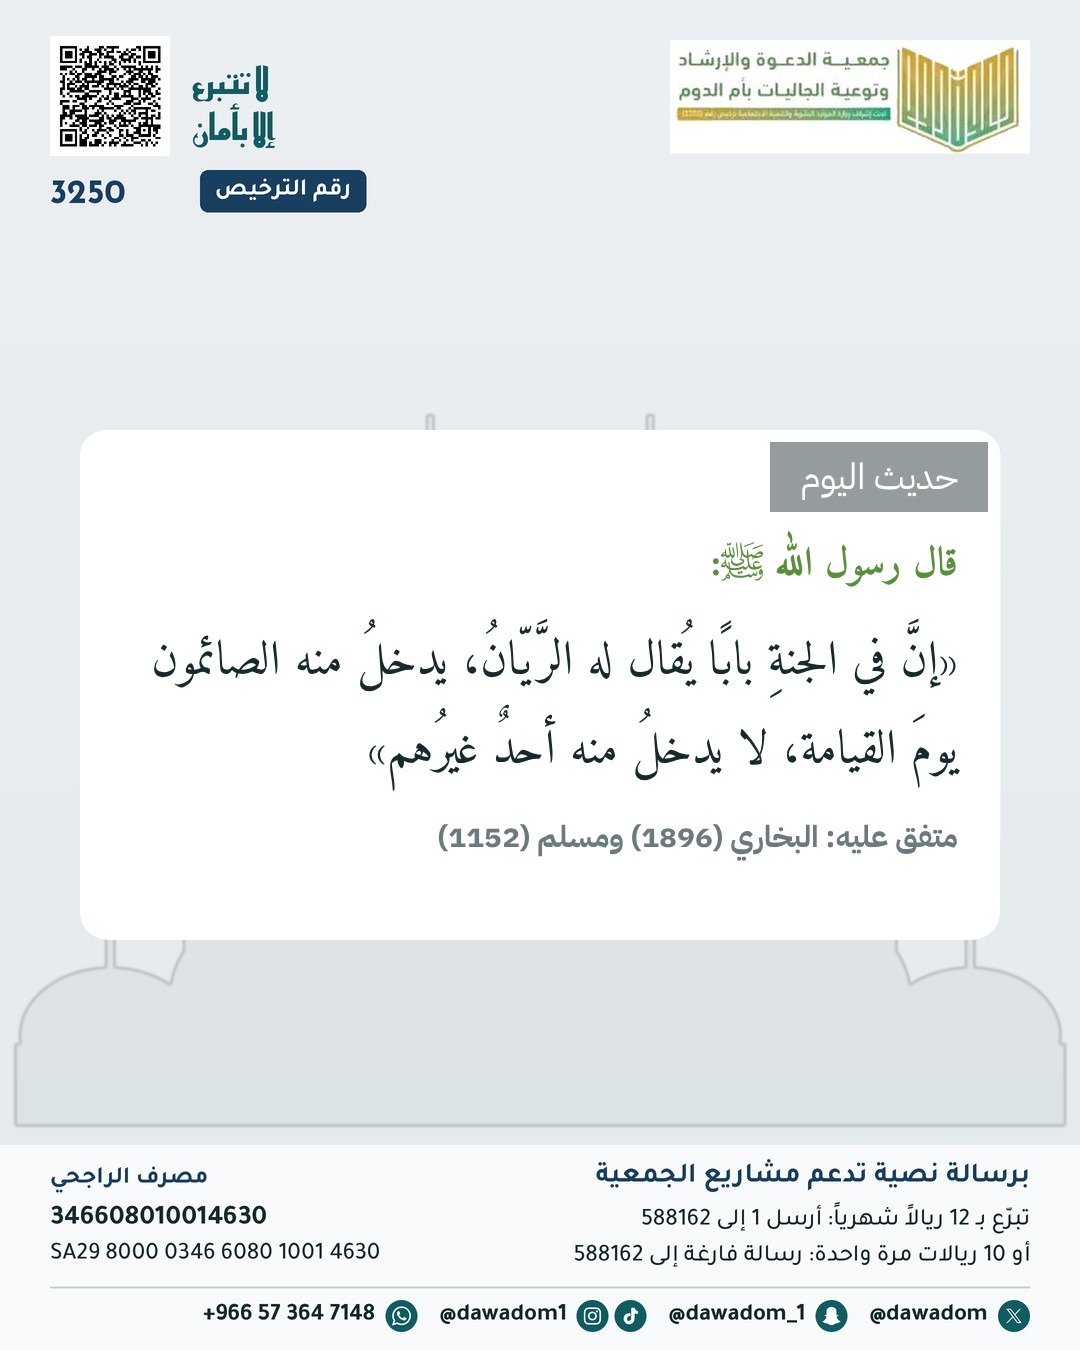 جمعيــة الدعـوة والإرشـاد
وتوعية الجاليات بأم الدوم
لا تتبرع
إلا بأمان
رقم الترخيص
3250
حديث اليوم
قال رسول الله ﷺ:
«إنَّ في الجنةِ بابًا يُقال له الرَّيّانُ، يدخلُ منه الصائمون
يومَ القيامة، لا يدخلُ منه أحدٌ غيرُهم»
متفق عليه: البخاري (1896) ومسلم (1152)
برسالة نصية تدعم مشاريع الجمعية
تبرّع بـ 12 ريالاً شهرياً: أرسل 1 إلى 588162
أو 10 ريالات مرة واحدة: رسالة فارغة إلى 588162
مصرف الراجحي
346608010014630
SA29 8000 0346 6080 1001 4630
@dawadom
@dawadom_1
@dawadom1
+966 57 364 7148